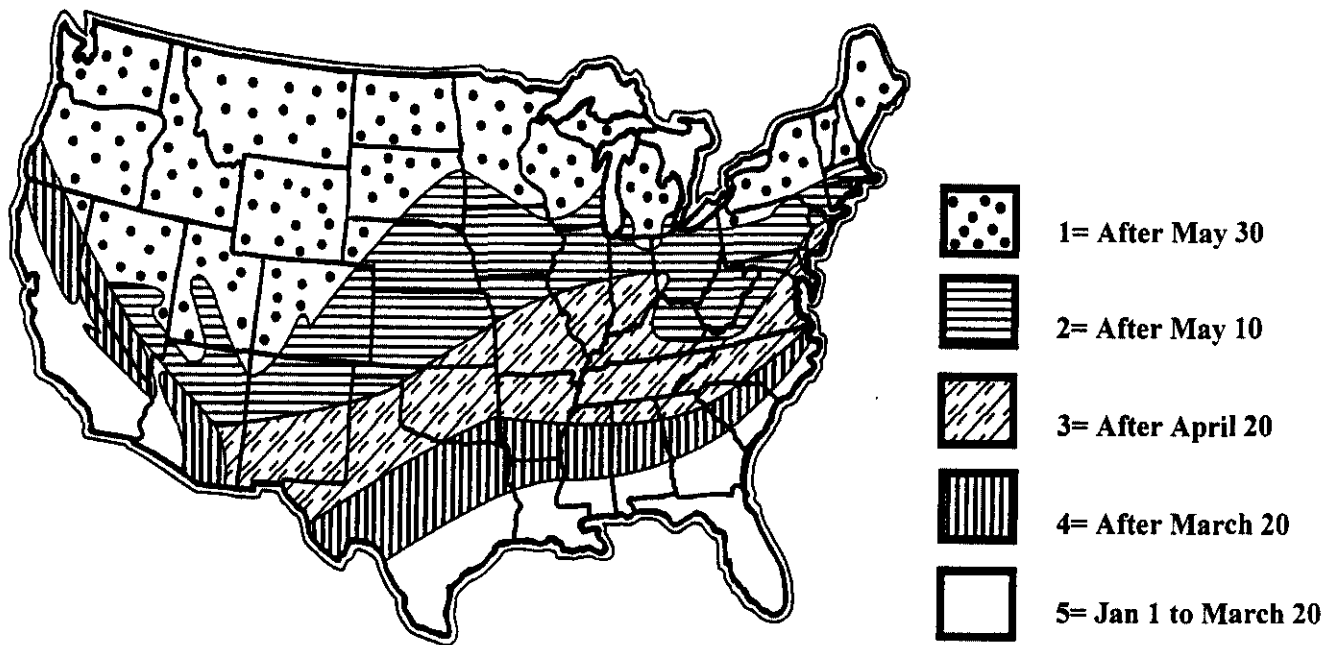 1= After May 30
2= After May 10
3= After April 20
4= After March 20
5= Jan 1 to March 20